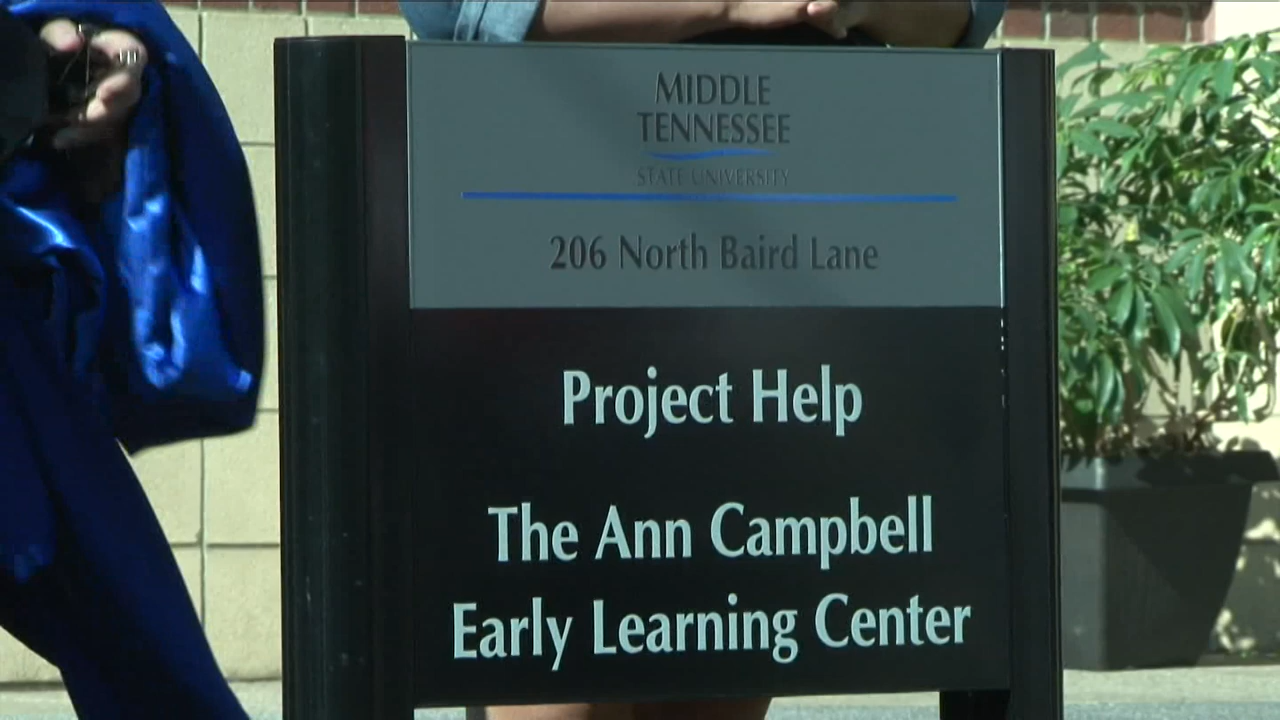 MIDDLE
TENNESSEE
STATE UNIVERSITY
206 North Baird Lane
Project Help
The Ann Campbell
Early Learning Center